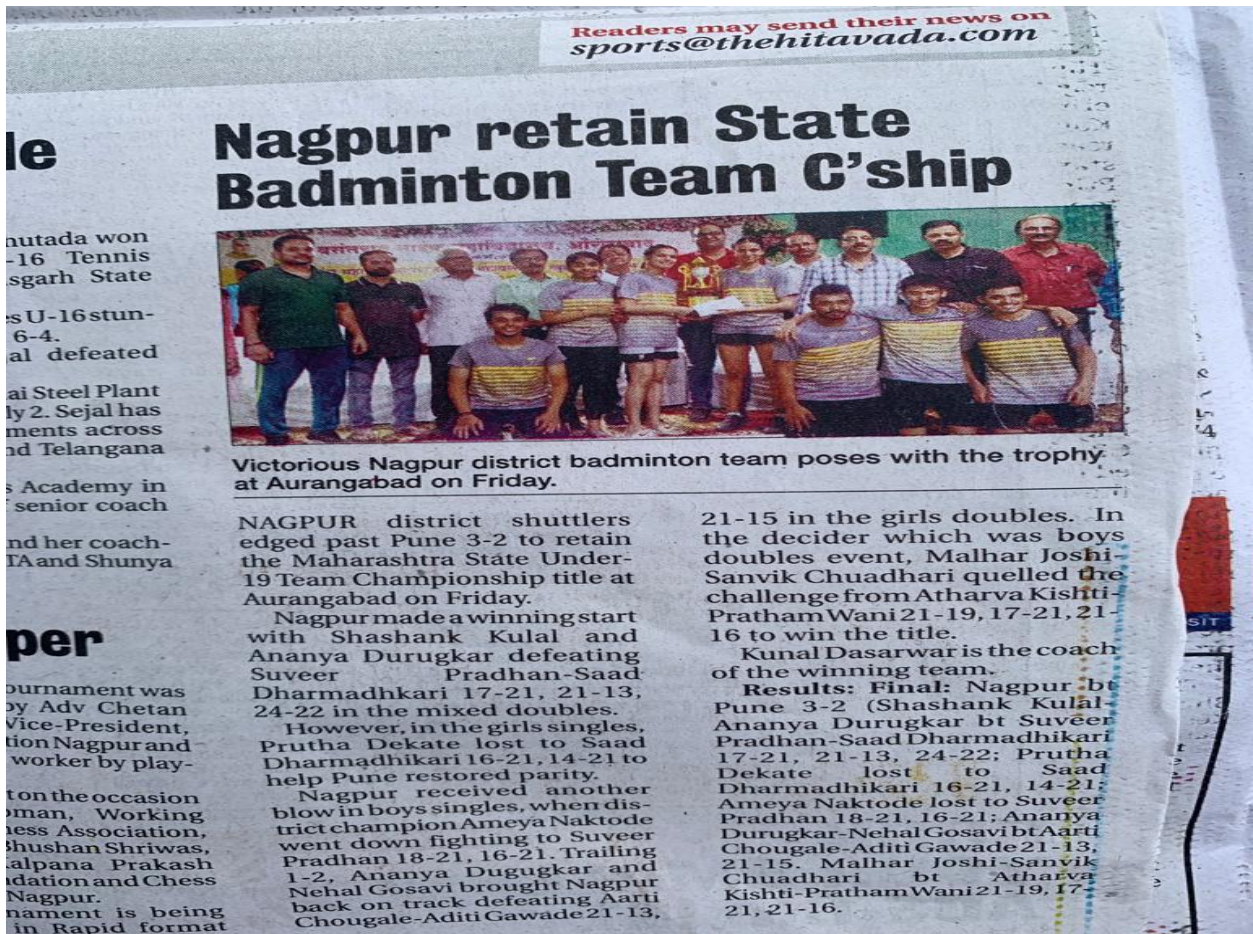 Readers may send their news on
sports@thehitavada.com
le
nutada won
-16 Tennis
sgarh State
es U-16 stun-
6-4.
al defeated
ai Steel Plant
ly 2. Sejal has
ments across
nd Telangana
s Academy in
senior coach
nd her coach-
TA and Shunya
per
ournament was
by Adv Chetan
Vice-President,
tion Nagpur and
worker by play-
t on the occasion
oman, Working
ness Association,
Bhushan Shriwas,
alpana Prakash
dation and Chess
Nagpur.
nament is being
in Rapid format
Nagpur retain State
Badminton Team C'ship
Victorious Nagpur district badminton team poses with the trophy
at Aurangabad on Friday.
NAGPUR district shuttlers
edged past Pune 3-2 to retain
the Maharashtra State Under-
19 Team Championship title at
Aurangabad on Friday.
Nagpur made a winning start
with Shashank Kulal and
Ananya Durugkar defeating
Suveer Pradhan-Saad
Dharmadhkari 17-21, 21-13,
24-22 in the mixed doubles.
However, in the girls singles,
Prutha Dekate lost to Saad
Dharmadhikari 16-21, 14-21 to
help Pune restored parity.
Nagpur received another
blow in boys singles, when dis-
trict champion Ameya Naktode
went down fighting to Suveer
Pradhan 18-21, 16-21. Trailing
1-2, Ananya Dugugkar and
Nehal Gosavi brought Nagpur
back on track defeating Aarti
Chougale-Aditi Gawade 21-13,
21-15 in the girls doubles. In
the decider which was boys
doubles event, Malhar Joshi-
Sanvik Chuadhari quelled the
challenge from Atharva Kishti-
Pratham Wani 21-19, 17-21, 21-
16 to win the title.
Kunal Dasarwar is the coach
of the winning team.
Results: Final: Nagpur bt
Pune 3-2 (Shashank Kulal-
Ananya Durugkar bt Suveer
Pradhan-Saad Dharmadhikari
17-21, 21-13, 24-22; Prutha
Dekate lost to Saad
Dharmadhikari 16-21, 14-21;
Ameya Naktode lost to Suveer
Pradhan 18-21, 16-21; Ananya
Durugkar-Nehal Gosavi bt Aarti
Chougale-Aditi Gawade 21-13,
21-15. Malhar Joshi-Sanvik
Chuadhari bt Atharva
Kishti-Pratham Wani 21-19, 17-
21, 21-16.
SIT